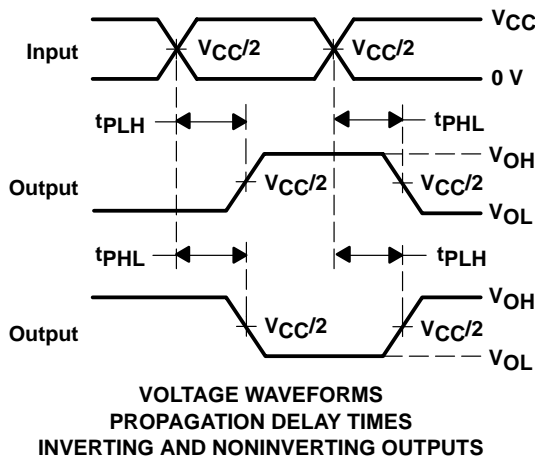 VCC
Input
VCC/2
VCC/2
0 V
tPLH
tPHL
VOH
Output
VCC/2
VCC/2
VOL
tPHL
tPLH
VOH
Output
VCC/2
VCC/2
VOL
VOLTAGE WAVEFORMS
PROPAGATION DELAY TIMES
INVERTING AND NONINVERTING OUTPUTS